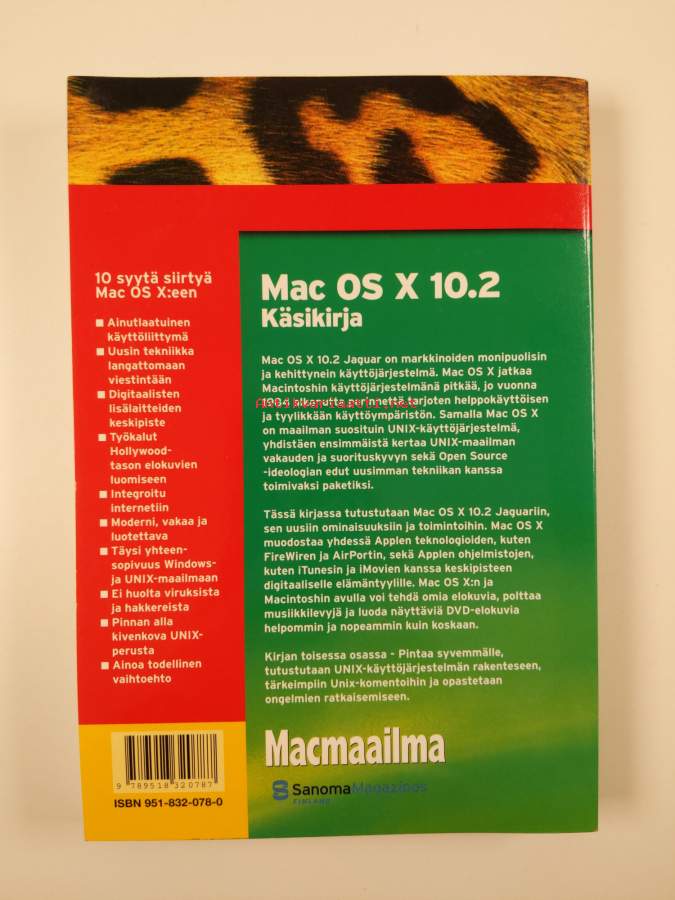 10 syytä siirtyä
Mac OS X:een
■ Ainutlaatuinen
käyttöliittymä
■ Uusin tekniikka
langattomaan
viestintään
■ Digitaalisten
lisälaitteiden
keskipiste
■ Työkalut
Hollywood-
tason elokuvien
luomiseen
■ Integroitu
internetiin
■ Moderni, vakaa ja
luotettava
■ Täysi yhteen-
sopivuus Windows-
ja UNIX-maailmaan
■ Ei huolta viruksista
ja hakkereista
■ Pinnan alla
kivenkova UNIX-
perusta
■ Ainoa todellinen
vaihtoehto
Mac OS X 10.2
Käsikirja
Mac OS X 10.2 Jaguar on markkinoiden monipuolisin
ja kehittynein käyttöjärjestelmä. Mac OS X jatkaa
Macintoshin käyttöjärjestelmänä pitkää, jo vuonna
1984 alkanutta perinnettä tarjoten helppokäyttöisen
ja tyylikkään käyttöympäristön. Samalla Mac OS X
on maailman suosituin UNIX-käyttöjärjestelmä,
yhdistäen ensimmäistä kertaa UNIX-maailman
vakauden ja suorituskyvyn sekä Open Source
-ideologian edut uusimman tekniikan kanssa
toimivaksi paketiksi.
Tässä kirjassa tutustutaan Mac OS X 10.2 Jaguariin,
sen uusiin ominaisuuksiin ja toimintoihin. Mac OS X
muodostaa yhdessä Applen teknologioiden, kuten
FireWiren ja AirPortin, sekä Applen ohjelmistojen,
kuten iTunesin ja iMovien kanssa keskipisteen
digitaaliselle elämäntyylille. Mac OS X:n ja
Macintoshin avulla voi tehdä omia elokuvia, polttaa
musiikkilevyjä ja luoda näyttäviä DVD-elokuvia
helpommin ja nopeammin kuin koskaan.
Kirjan toisessa osassa - Pintaa syvemmälle,
tutustutaan UNIX-käyttöjärjestelmän rakenteseen,
tärkeimpiin Unix-komentoihin ja opastetaan
ongelmien ratkaisemiseen.
Macmaailma
SanomaMagazines
FINLAND
9 789518 320787
ISBN 951-832-078-0